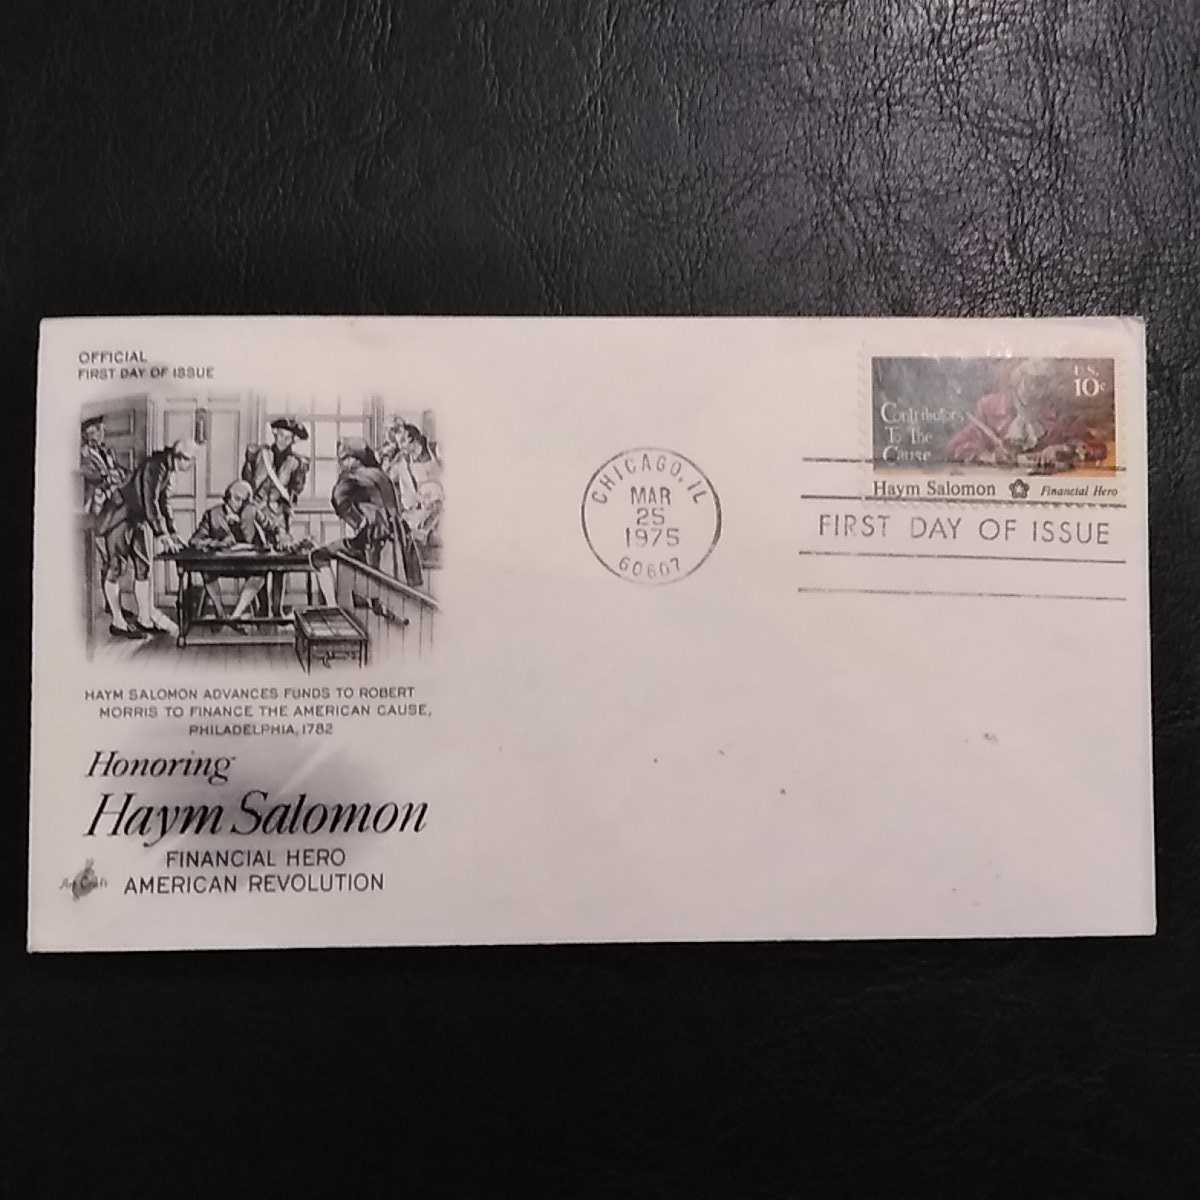 OFFICIAL
FIRST DAY OF ISSUE
HAYM SALOMON ADVANCES FUNDS TO ROBERT
MORRIS TO FINANCE THE AMERICAN CAUSE,
PHILADELPHIA, 1782
Honoring
Haym Salomon
FINANCIAL HERO
AMERICAN REVOLUTION
Art Craft
CHICAGO, IL
MAR
25
1975
60607
U.S.
10c
Contributors
To The
Cause
Haym Salomon Financial Hero
FIRST DAY OF ISSUE